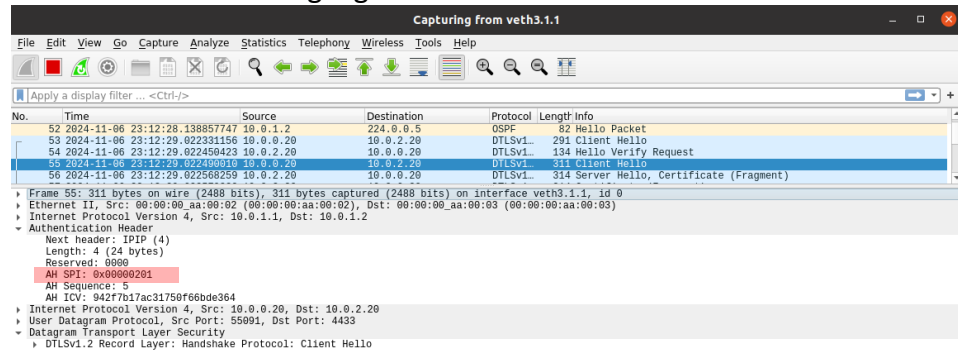 Capturing from veth3.1.1
File Edit View Go Capture Analyze Statistics Telephony Wireless Tools Help
Apply a display filter ... <Ctrl-/>
No. Time Source Destination Protocol Length Info
52 2024-11-06 23:12:28.138857747 10.0.1.2 224.0.0.5 OSPF 82 Hello Packet
53 2024-11-06 23:12:29.022331156 10.0.0.20 10.0.2.20 DTLSv1… 291 Client Hello
54 2024-11-06 23:12:29.022450423 10.0.2.20 10.0.0.20 DTLSv1… 134 Hello Verify Request
55 2024-11-06 23:12:29.022490010 10.0.0.20 10.0.2.20 DTLSv1… 311 Client Hello
56 2024-11-06 23:12:29.022568259 10.0.2.20 10.0.0.20 DTLSv1… 314 Server Hello, Certificate (Fragment)
Frame 55: 311 bytes on wire (2488 bits), 311 bytes captured (2488 bits) on interface veth3.1.1, id 0
Ethernet II, Src: 00:00:00_aa:00:02 (00:00:00:aa:00:02), Dst: 00:00:00_aa:00:03 (00:00:00:aa:00:03)
Internet Protocol Version 4, Src: 10.0.1.1, Dst: 10.0.1.2
Authentication Header
Next header: IPIP (4)
Length: 4 (24 bytes)
Reserved: 0000
AH SPI: 0x00000201
AH Sequence: 5
AH ICV: 942f7b17ac31750f66bde364
Internet Protocol Version 4, Src: 10.0.0.20, Dst: 10.0.2.20
User Datagram Protocol, Src Port: 55091, Dst Port: 4433
Datagram Transport Layer Security
DTLSv1.2 Record Layer: Handshake Protocol: Client Hello